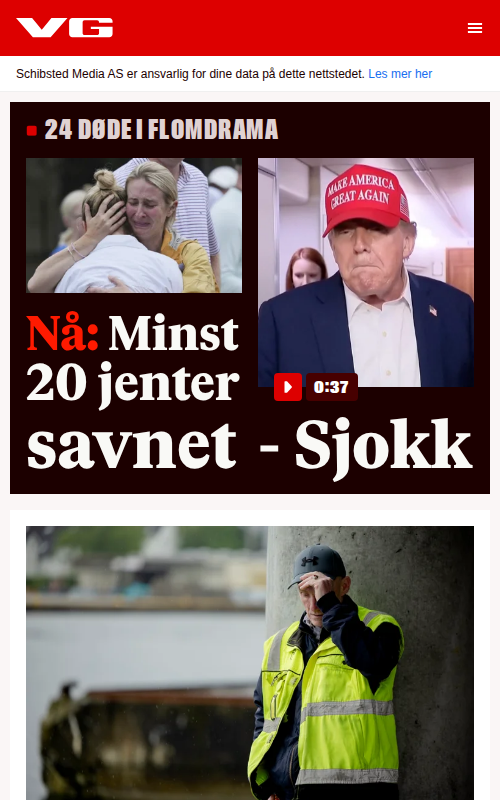 VG
Schibsted Media AS er ansvarlig for dine data på dette nettstedet. Les mer her
24 DØDE I FLOMDRAMA
MAKE AMERICA
GREAT AGAIN
0:37
Nå: Minst
20 jenter
savnet - Sjokk